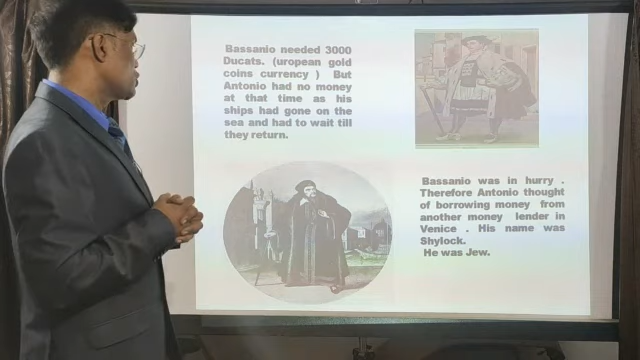 Bassanio needed 3000
Ducats. (uropean gold
coins currency ) But
Antonio had no money
at that time as his
ships had gone on the
sea and had to wait till
they return.
Bassanio was in hurry .
Therefore Antonio thought
of borrowing money from
another money lender in
Venice . His name was
Shylock.
He was Jew.